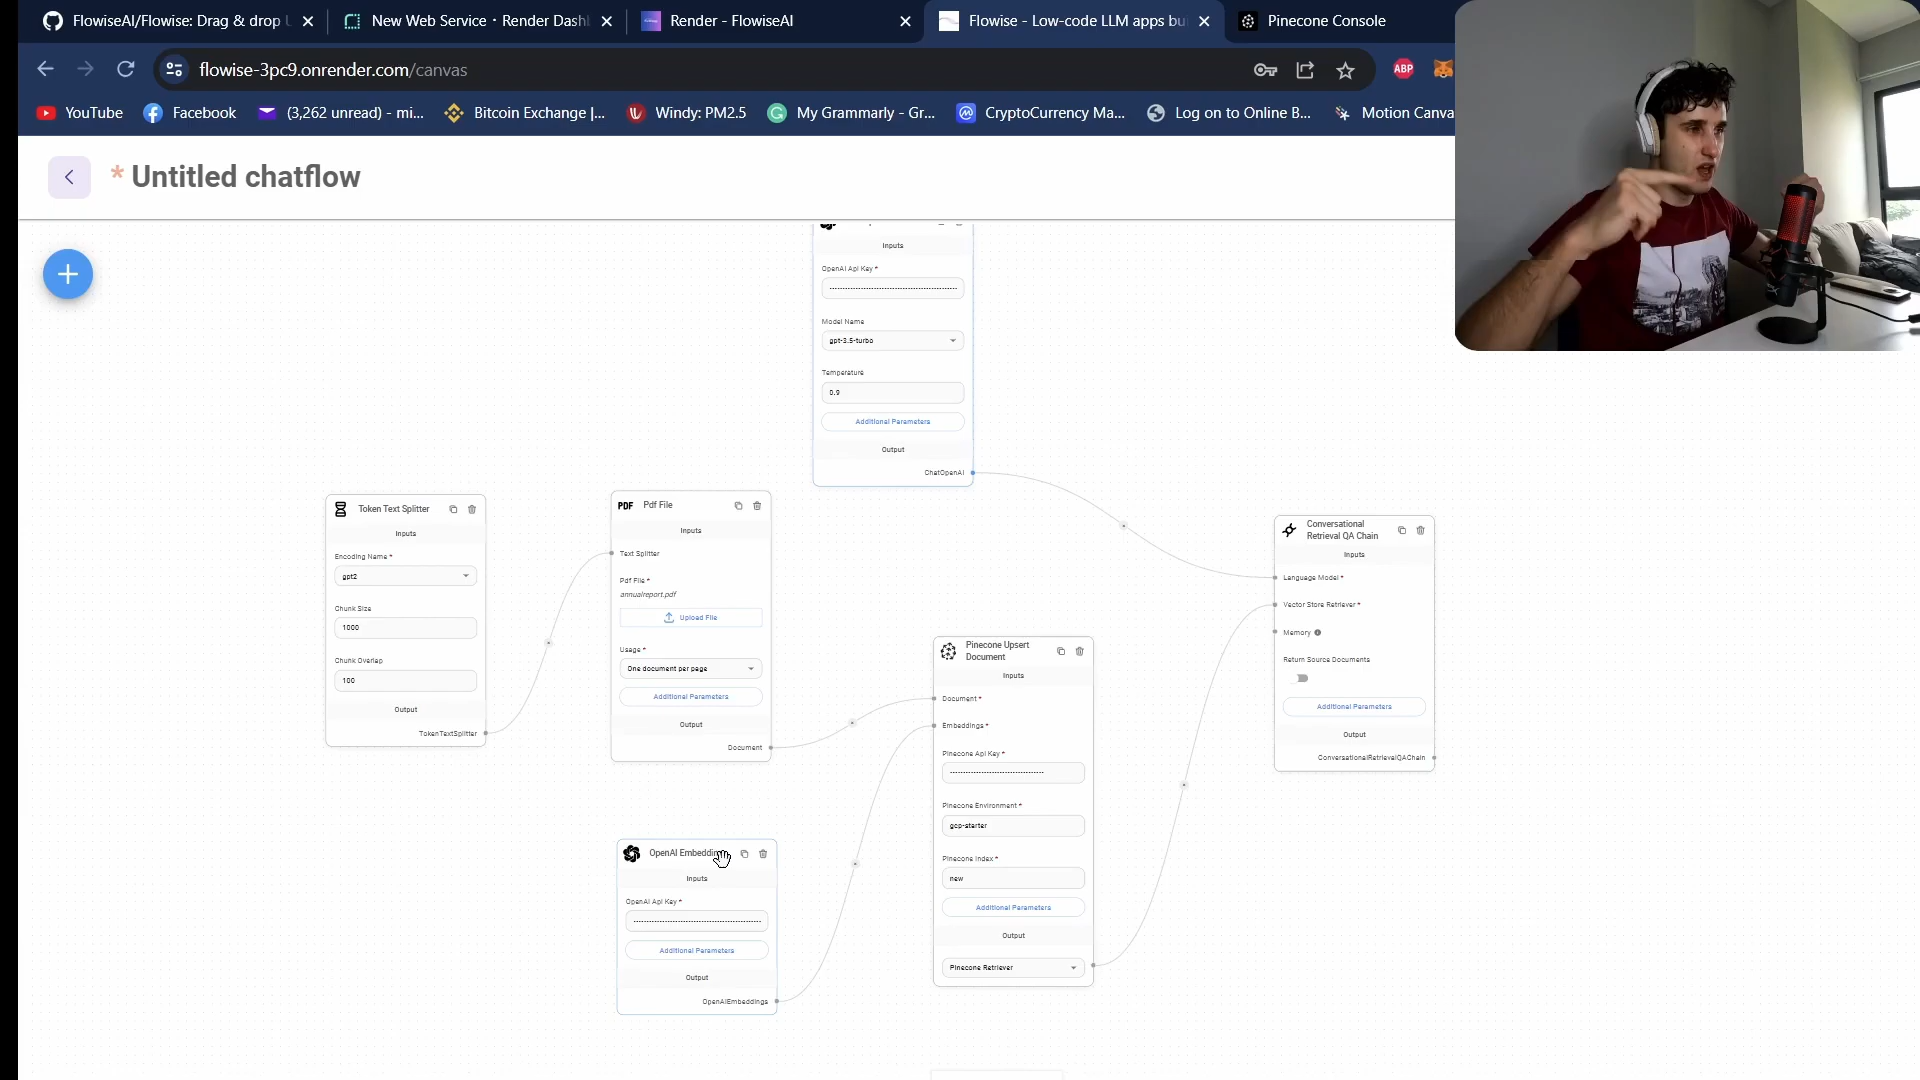 FlowiseAI/Flowise: Drag & drop
New Web Service · Render Dash
Render - FlowiseAI
Flowise - Low-code LLM apps bu
Pinecone Console
flowise-3pc9.onrender.com/canvas
ABP
YouTube
Facebook
(3,262 unread) - mi...
Bitcoin Exchange |...
Windy: PM2.5
My Grammarly - Gr...
CryptoCurrency Ma...
Log on to Online B...
Motion Canva
* Untitled chatflow
Inputs
OpenAI Api Key *
Model Name
gpt-3.5-turbo
Temperature
0.9
Additional Parameters
Output
ChatOpenAI
Token Text Splitter
Inputs
Encoding Name *
gpt2
Chunk Size
1000
Chunk Overlap
100
Output
TokenTextSplitter
PDF
Pdf File
Inputs
Text Splitter
Pdf File *
annualreport.pdf
Upload File
Usage *
One document per page
Additional Parameters
Output
Document
OpenAI Embeddin
Inputs
OpenAI Api Key *
Additional Parameters
Output
OpenAIEmbeddings
Pinecone Upsert
Document
Inputs
Document *
Embeddings *
Pinecone Api Key *
Pinecone Environment *
gcp-starter
Pinecone Index *
new
Additional Parameters
Output
Pinecone Retriever
Conversational
Retrieval QA Chain
Inputs
Language Model *
Vector Store Retriever *
Memory
Return Source Documents
Additional Parameters
Output
ConversationalRetrievalQAChain